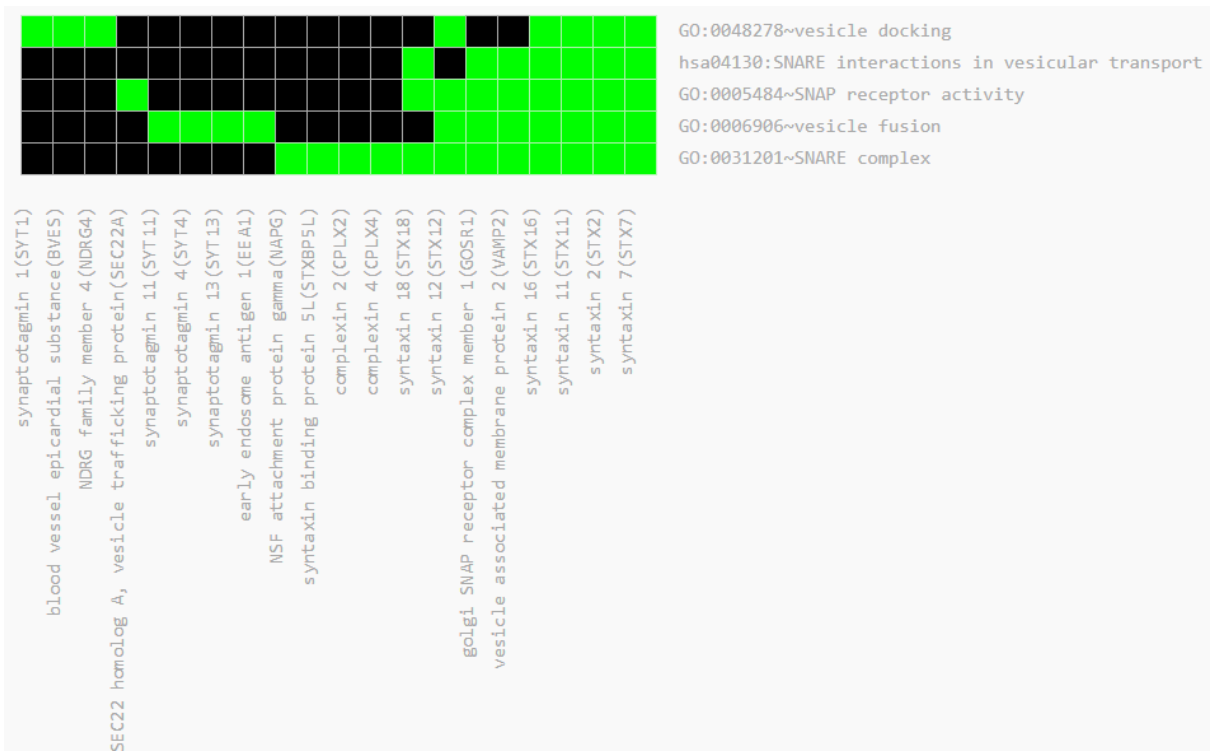 GO:0048278~vesicle docking
hsa04130:SNARE interactions in vesicular transport
GO:0005484~SNAP receptor activity
GO:0006906~vesicle fusion
GO:0031201~SNARE complex
synaptotagmin 1(SYT1)
blood vessel epicardial substance(BVES)
NDRG family member 4(NDRG4)
SEC22 homolog A, vesicle trafficking protein(SEC22A)
synaptotagmin 11(SYT11)
synaptotagmin 4(SYT4)
synaptotagmin 13(SYT13)
early endosome antigen 1(EEA1)
NSF attachment protein gamma(NAPG)
syntaxin binding protein 5L(STXBP5L)
complexin 2(CPLX2)
complexin 4(CPLX4)
syntaxin 18(STX18)
syntaxin 12(STX12)
golgi SNAP receptor complex member 1(GOSR1)
vesicle associated membrane protein 2(VAMP2)
syntaxin 16(STX16)
syntaxin 11(STX11)
syntaxin 2(STX2)
syntaxin 7(STX7)